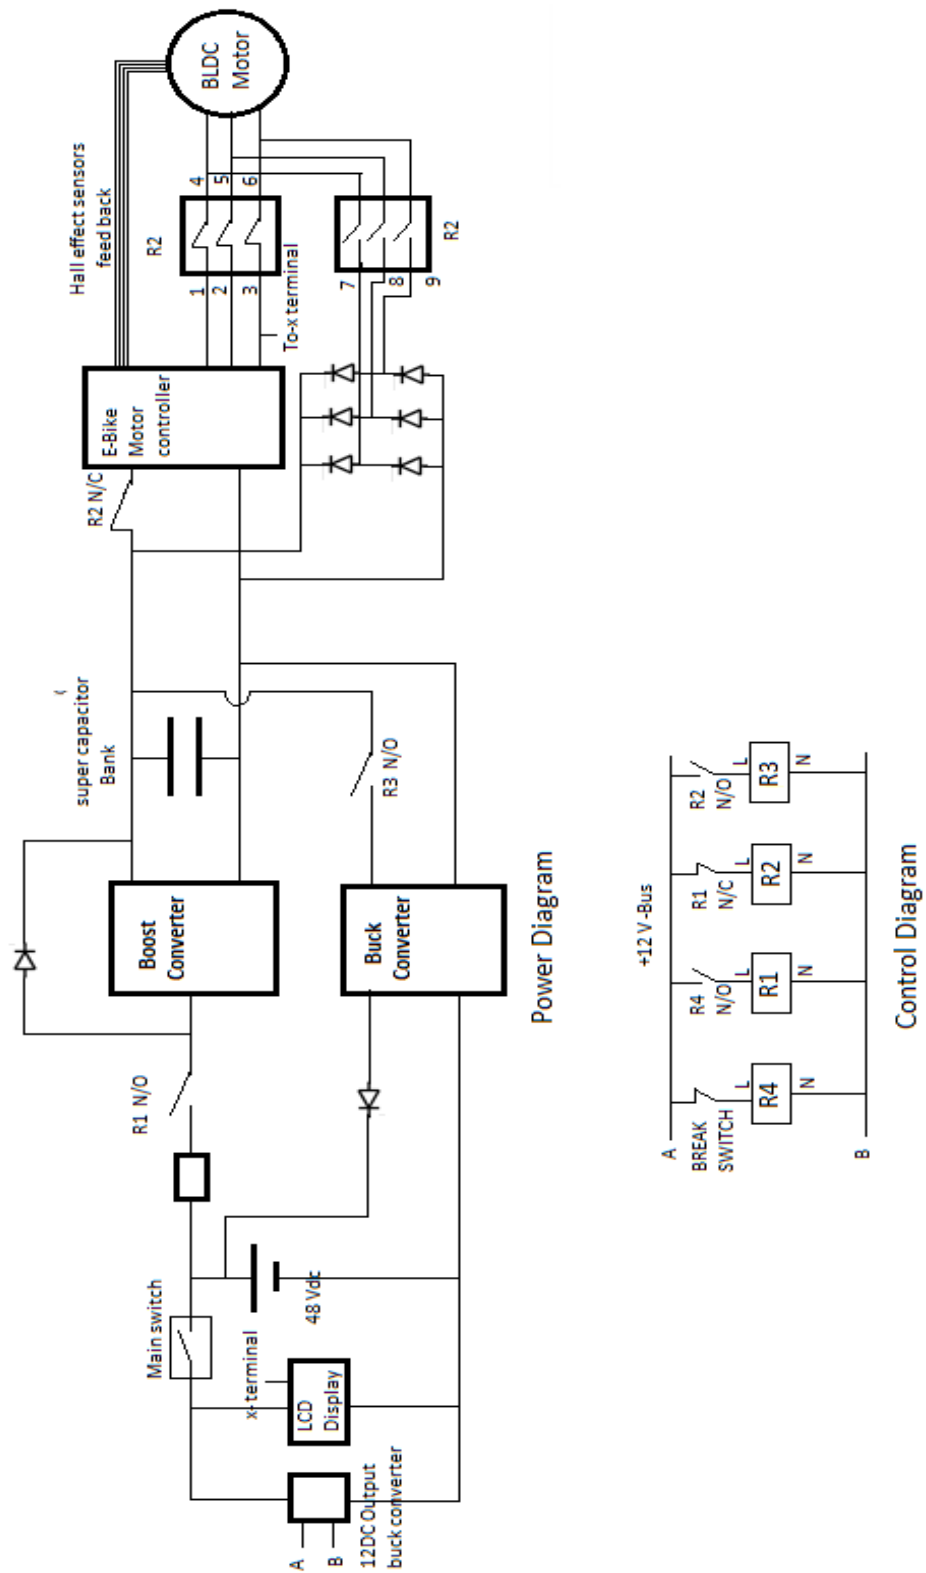 BLDC
Motor
Hall effect sensors
feed back
R2
4
5
6
1
2
3
To-x terminal
R2
7
8
9
E-Bike
Motor
controller
R2 N/C
super capacitor
Bank
R3 N/O
Boost
Converter
Buck
Converter
R1 N/O
Main switch
48 Vdc
x-terminal
LCD
Display
A
B
12DC Output
buck converter
Power Diagram
+12 V -Bus
A
BREAK
SWITCH
L
R4
N
R4
N/O
L
R1
N
R1
N/C
L
R2
N
R2
N/O
L
R3
N
B
Control Diagram